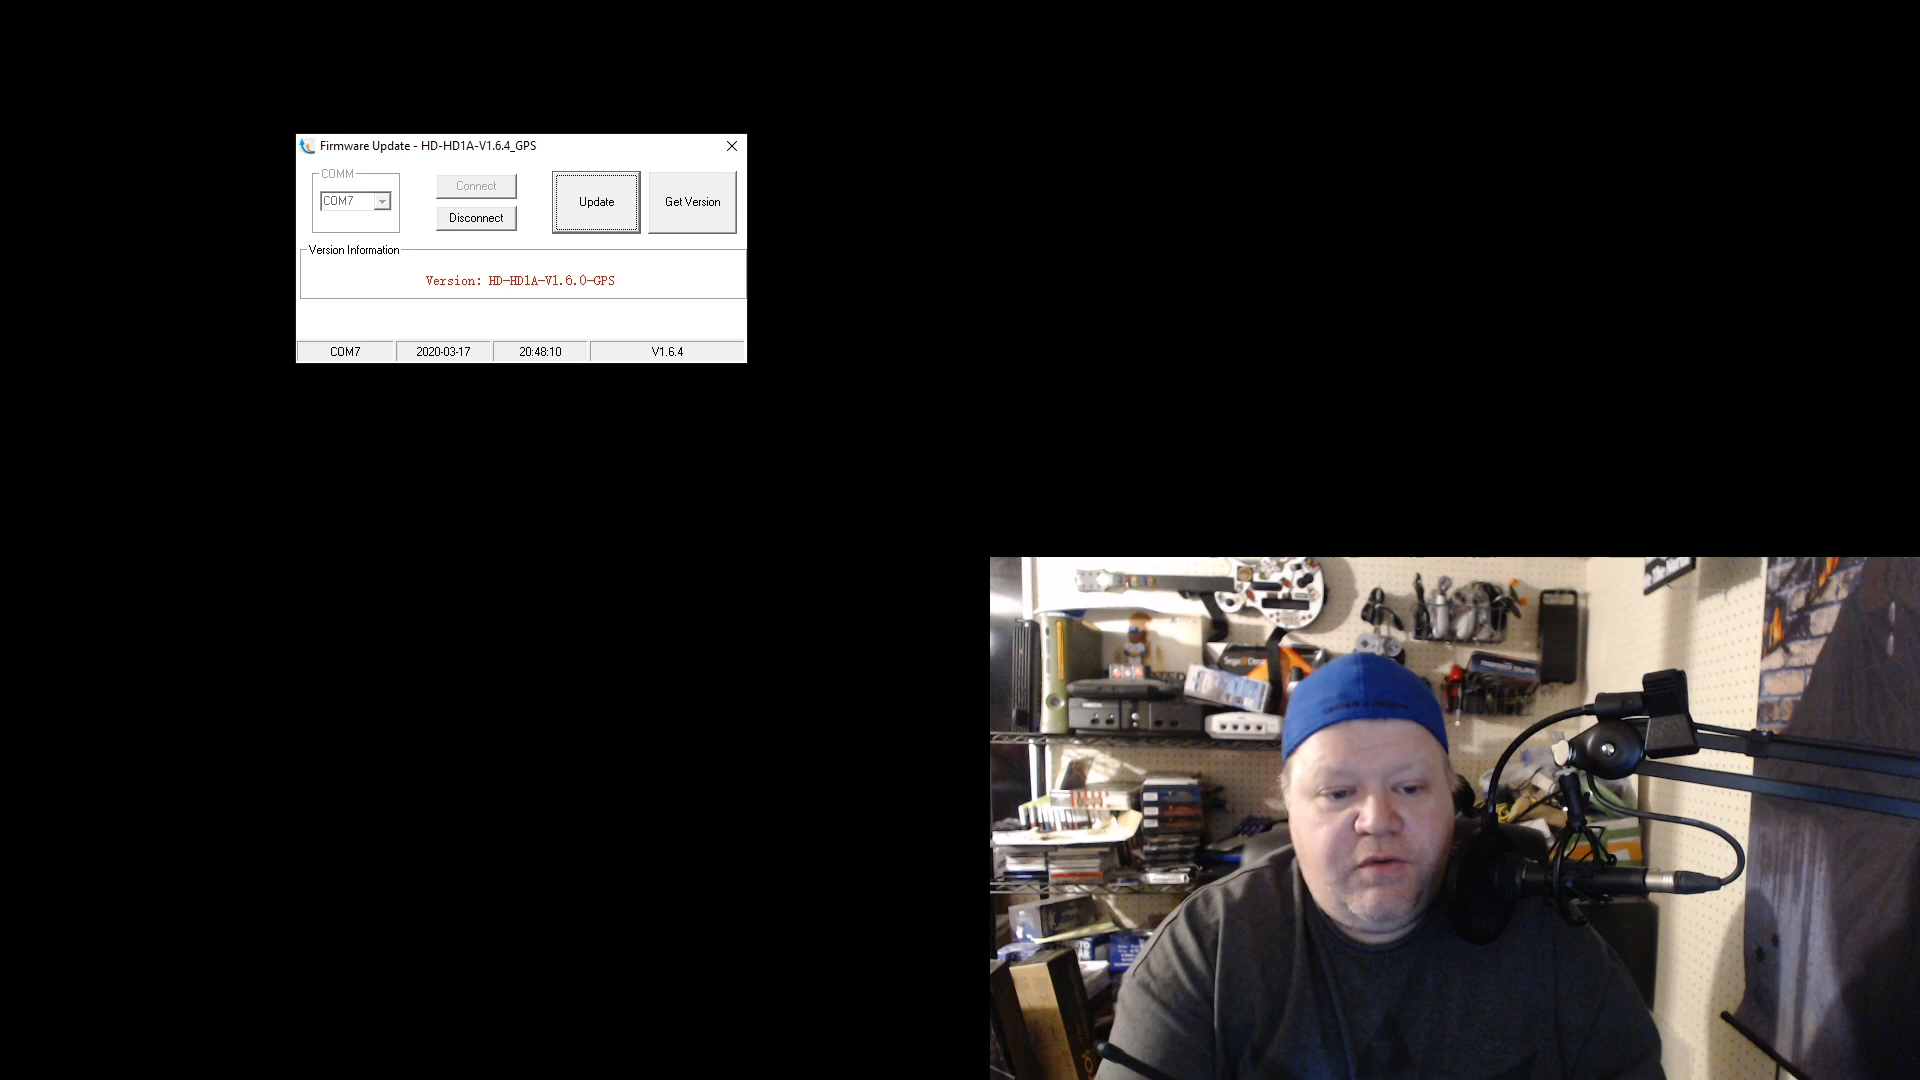 Firmware Update - HD-HD1A-V1.6.4_GPS
COMM
COM7
Connect
Disconnect
Update
Get Version
Version Information
Version: HD-HD1A-V1.6.0-GPS
COM7
2020-03-17
20:48:10
V1.6.4